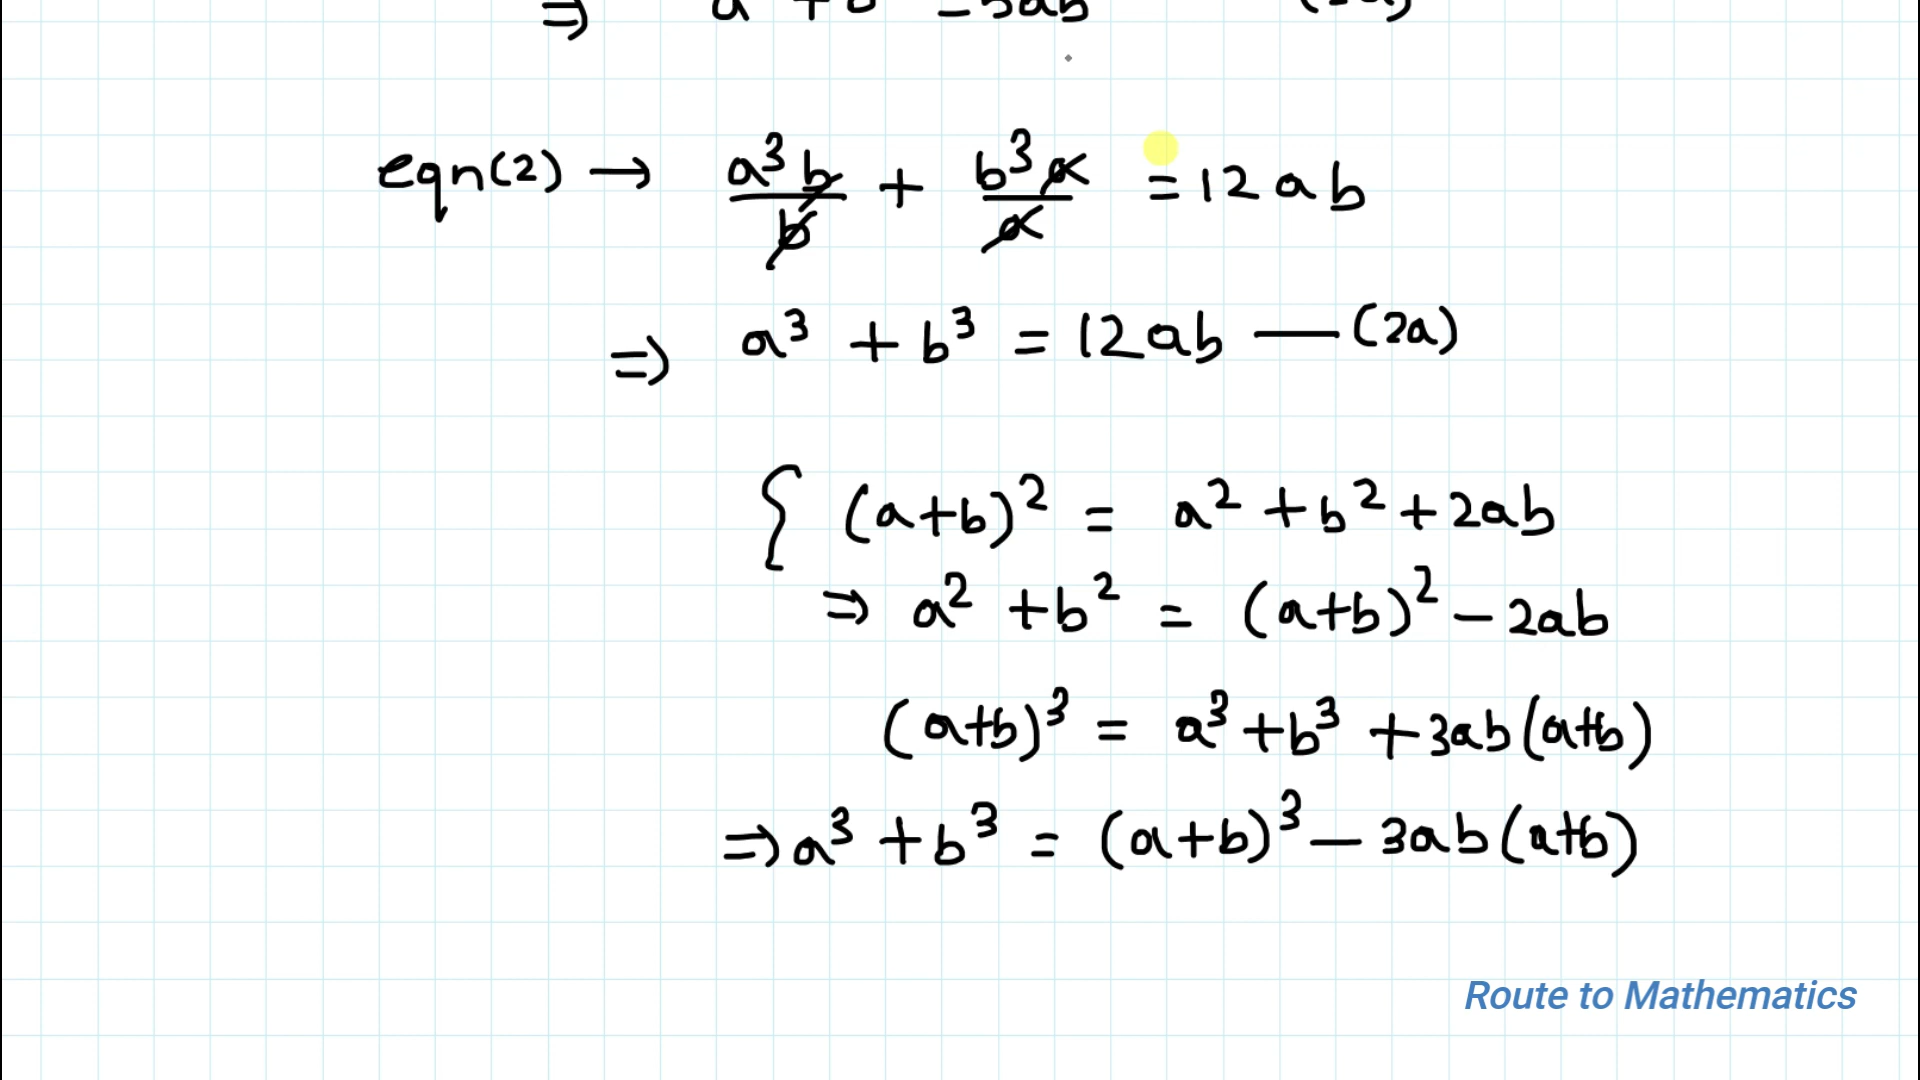 eqn(2) → a³b/b + b³a/a = 12ab
⇒ a³ + b³ = 12ab — (2a)
{ (a+b)² = a² + b² + 2ab
⇒ a² + b² = (a+b)² − 2ab
(a+b)³ = a³ + b³ + 3ab(a+b)
⇒ a³ + b³ = (a+b)³ − 3ab(a+b)
Route to Mathematics